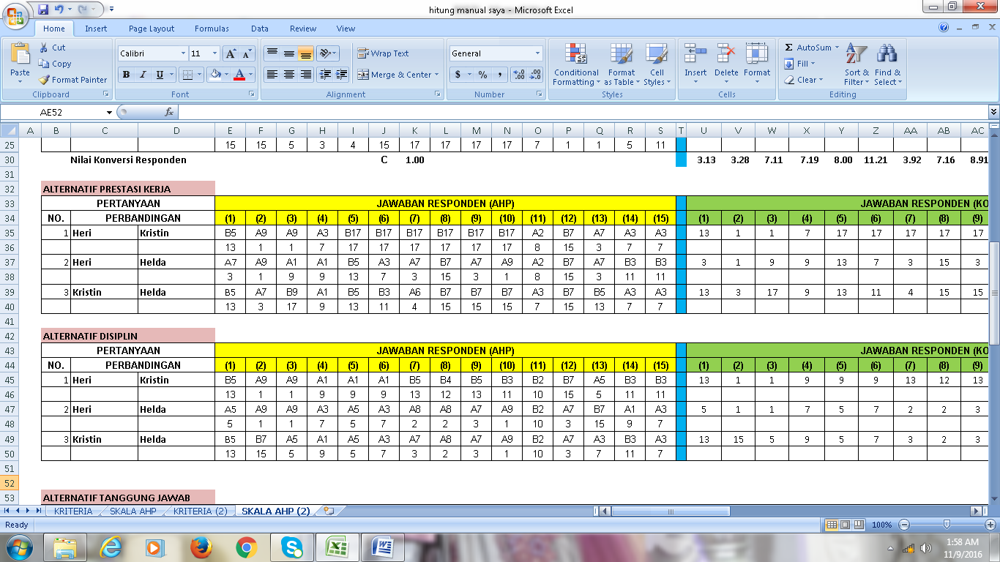 hitung manual saya - Microsoft Excel
Home Insert Page Layout Formulas Data Review View
Paste Cut Copy Format Painter
Calibri 11
B I U
Wrap Text
Merge & Center
General
$ % ,
Conditional Formatting Format as Table Cell Styles
Insert Delete Format
Σ AutoSum Fill Clear
Sort & Filter Find & Select
Clipboard Font Alignment Number Styles Cells Editing
AE52 fx
A B C D E F G H I J K L M N O P Q R S T U V W X Y Z AA AB AC
25 15 15 5 3 4 15 17 17 17 17 7 1 1 5 11
30 Nilai Konversi Responden C 1.00 3.13 3.28 7.11 7.19 8.00 11.21 3.92 7.16 8.91
31
32 ALTERNATIF PRESTASI KERJA
33 PERTANYAAN JAWABAN RESPONDEN (AHP) JAWABAN RESPONDEN (KO
34 NO. PERBANDINGAN (1) (2) (3) (4) (5) (6) (7) (8) (9) (10) (11) (12) (13) (14) (15) (1) (2) (3) (4) (5) (6) (7) (8) (9)
35 1 Heri Kristin B5 A9 A9 A3 B17 B17 B17 B17 B17 B17 A2 B7 A7 A3 A3 13 1 1 7 17 17 17 17 17
36 13 1 1 7 17 17 17 17 17 17 8 15 3 7 7
37 2 Heri Helda A7 A9 A1 A1 B5 A3 A7 B7 A7 A9 A2 B7 A7 B3 B3 3 1 9 9 13 7 3 15 3
38 3 1 9 9 13 7 3 15 3 1 8 15 3 11 11
39 3 Kristin Helda B5 A7 B9 A1 B5 B3 A6 B7 B7 B7 A3 B7 B5 A3 A3 13 3 17 9 13 11 4 15 15
40 13 3 17 9 13 11 4 15 15 15 7 15 13 7 7
41
42 ALTERNATIF DISIPLIN
43 PERTANYAAN JAWABAN RESPONDEN (AHP) JAWABAN RESPONDEN (KO
44 NO. PERBANDINGAN (1) (2) (3) (4) (5) (6) (7) (8) (9) (10) (11) (12) (13) (14) (15) (1) (2) (3) (4) (5) (6) (7) (8) (9)
45 1 Heri Kristin B5 A9 A9 A1 A1 A1 B5 B4 B5 B3 B2 B7 A5 B3 B3 13 1 1 9 9 9 13 12 13
46 13 1 1 9 9 9 13 12 13 11 10 15 5 11 11
47 2 Heri Helda A5 A9 A9 A3 A5 A3 A8 A8 A7 A9 B2 A7 B7 A1 A3 5 1 1 7 5 7 2 2 3
48 5 1 1 7 5 7 2 2 3 1 10 3 15 9 7
49 3 Kristin Helda B5 B7 A5 A1 A5 A3 A7 A8 A7 A9 B2 A7 A3 B3 A3 13 15 5 9 5 7 3 2 3
50 13 15 5 9 5 7 3 2 3 1 10 3 7 11 7
51
52
53 ALTERNATIF TANGGUNG JAWAB
KRITERIA SKALA AHP KRITERIA (2) SKALA AHP (2)
Ready 100%
1:58 AM
11/9/2016